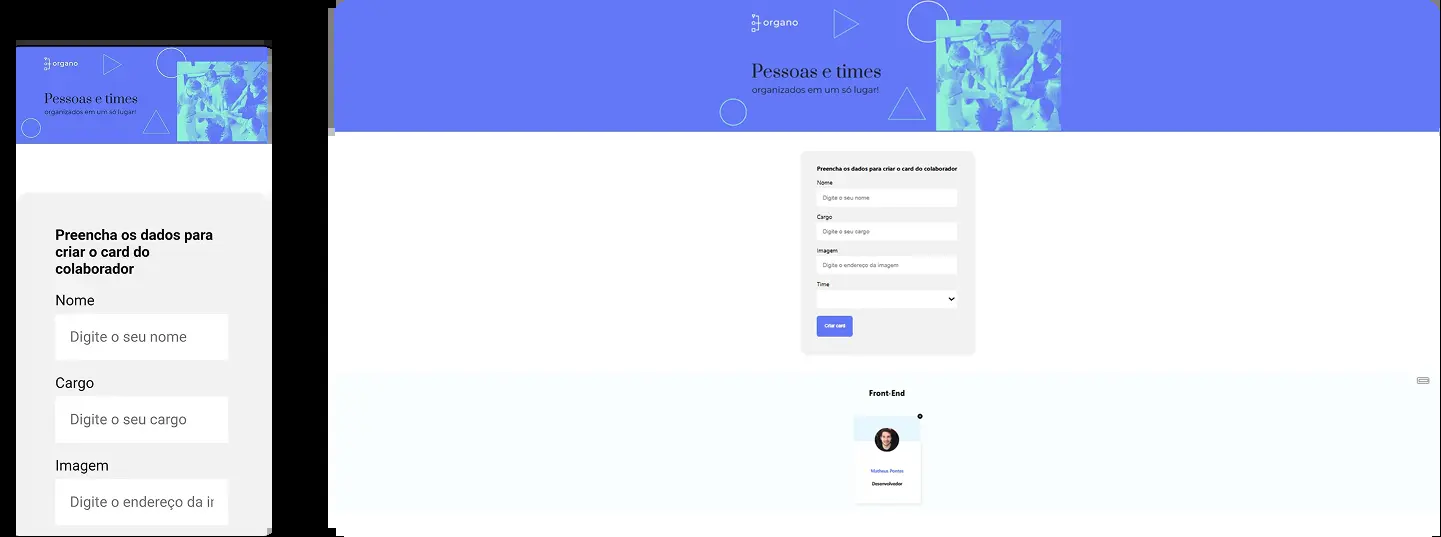 organo
Pessoas e times
organizados em um só lugar!
Preencha os dados para
criar o card do
colaborador
Nome
Digite o seu nome
Cargo
Digite o seu cargo
Imagem
Digite o endereço da i
organo
Pessoas e times
organizados em um só lugar!
Preencha os dados para criar o card do colaborador
Nome
Digite o seu nome
Cargo
Digite o seu cargo
Imagem
Digite o endereço da imagem
Time
Criar card
Front-End
Matheus Pontes
Desenvolvedor